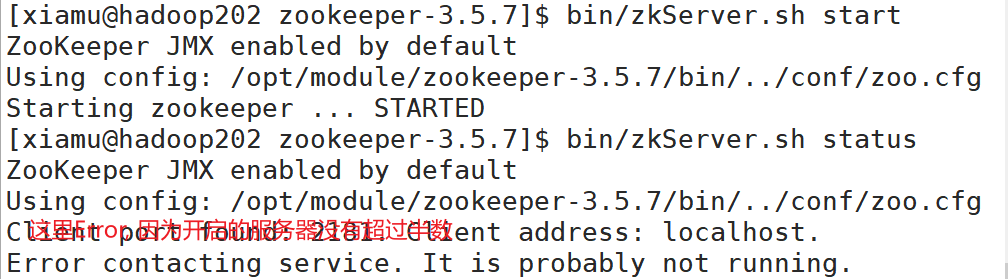 [xiamu@hadoop202 zookeeper-3.5.7]$ bin/zkServer.sh start
ZooKeeper JMX enabled by default
Using config: /opt/module/zookeeper-3.5.7/bin/../conf/zoo.cfg
Starting zookeeper ... STARTED
[xiamu@hadoop202 zookeeper-3.5.7]$ bin/zkServer.sh status
ZooKeeper JMX enabled by default
Using config: /opt/module/zookeeper-3.5.7/bin/../conf/zoo.cfg
这里Error,因为开启的服务器没有超过半数
Client port found: 2181. Client address: localhost.
Error contacting service. It is probably not running.